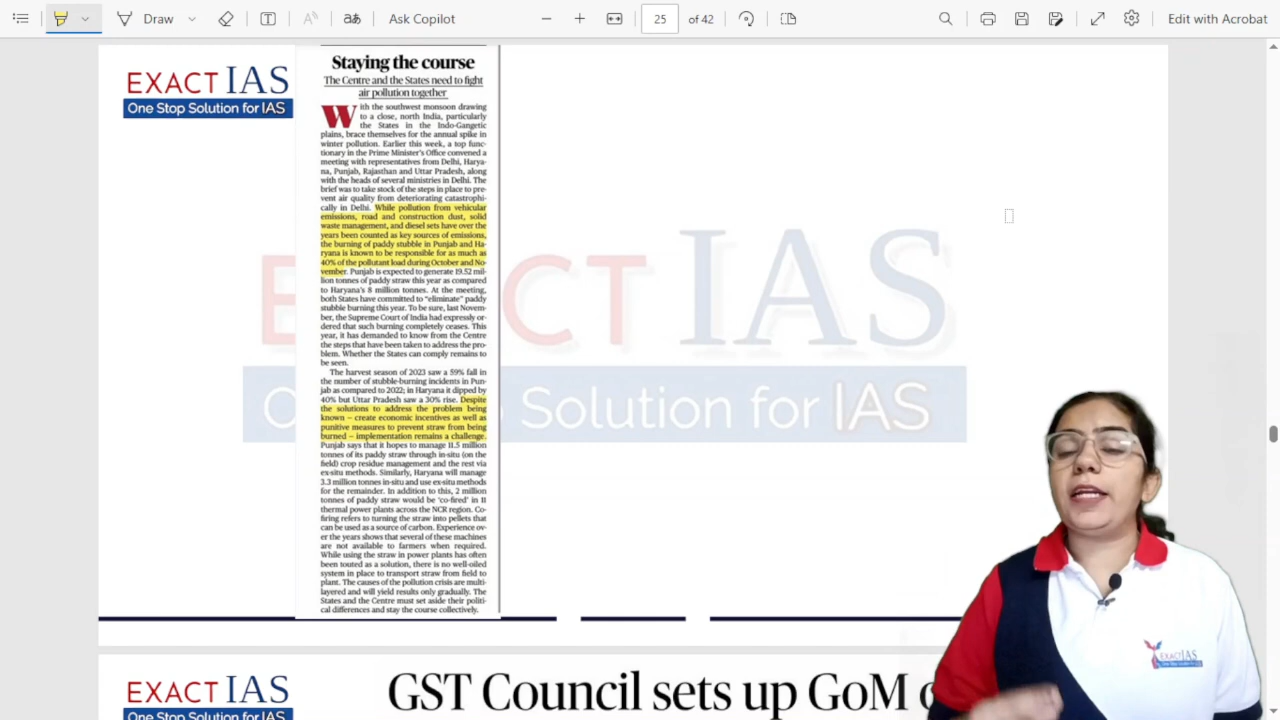 Draw
Ask Copilot
25
of 42
Edit with Acrobat
EXACT IAS
One Stop Solution for IAS
Staying the course
The Centre and the States need to fight
air pollution together
With the southwest monsoon drawing
to a close, north India, particularly
the States in the Indo-Gangetic
plains, brace themselves for the annual spike in
winter pollution. Earlier this week, a top func-
tionary in the Prime Minister's Office convened a
meeting with representatives from Delhi, Harya-
na, Punjab, Rajasthan and Uttar Pradesh, along
with the heads of several ministries in Delhi. The
brief was to take stock of the steps in place to pre-
vent air quality from deteriorating catastrophi-
cally in Delhi. While pollution from vehicular
emissions, road and construction dust, solid
waste management, and diesel sets have over the
years been counted as key sources of emissions,
the burning of paddy stubble in Punjab and Ha-
ryana is known to be responsible for as much as
40% of the pollutant load during October and No-
vember. Punjab is expected to generate 19.52 mil-
lion tonnes of paddy straw this year as compared
to Haryana's 8 million tonnes. At the meeting,
both States have committed to "eliminate" paddy
stubble burning this year. To be sure, last Novem-
ber, the Supreme Court of India had expressly or-
dered that such burning completely ceases. This
year, it has demanded to know from the Centre
the steps that have been taken to address the pro-
blem. Whether the States can comply remains to
be seen.
The harvest season of 2023 saw a 59% fall in
the number of stubble-burning incidents in Pun-
jab as compared to 2022; in Haryana it dipped by
40% but Uttar Pradesh saw a 30% rise. Despite
the solutions to address the problem being
known – create economic incentives as well as
punitive measures to prevent straw from being
burned – implementation remains a challenge.
Punjab says that it hopes to manage 11.5 million
tonnes of its paddy straw through in-situ (on the
field) crop residue management and the rest via
ex-situ methods. Similarly, Haryana will manage
3.3 million tonnes in-situ and use ex-situ methods
for the remainder. In addition to this, 2 million
tonnes of paddy straw would be 'co-fired' in 11
thermal power plants across the NCR region. Co-
firing refers to turning the straw into pellets that
can be used as a source of carbon. Experience ov-
er the years shows that several of these machines
are not available to farmers when required.
While using the straw in power plants has often
been touted as a solution, there is no well-oiled
system in place to transport straw from field to
plant. The causes of the pollution crisis are multi-
layered and will yield results only gradually. The
States and the Centre must set aside their politi-
cal differences and stay the course collectively.
EXACT IAS
One Stop Solution for IAS
EXACT IAS
EXACT IAS
One Stop Solution for IAS
GST Council sets up GoM